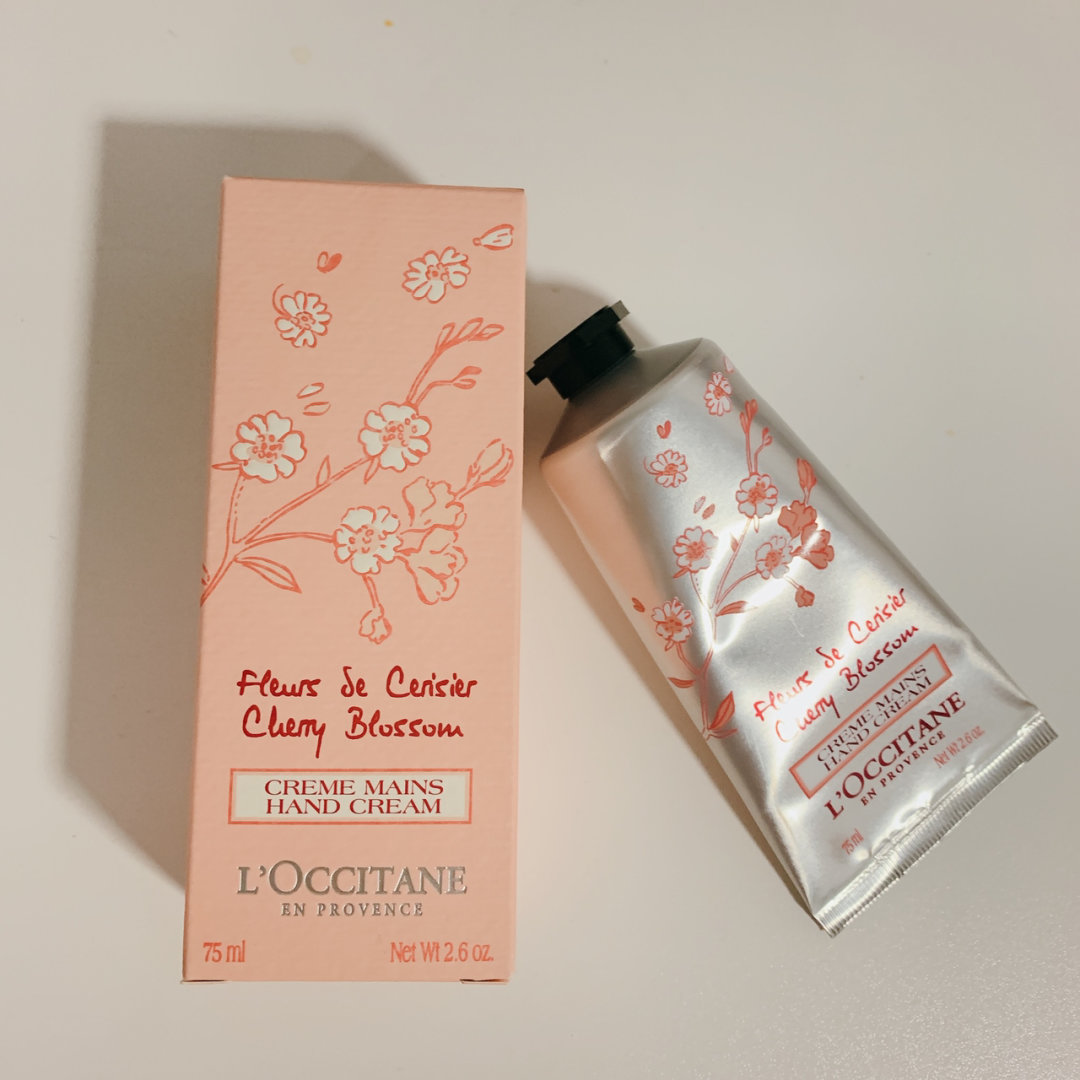 Fleurs de Cerisier
Cherry Blossom
CREME MAINS
HAND CREAM
L'OCCITANE
EN PROVENCE
75 ml Net Wt 2.6 oz.
Fleurs de Cerisier
Cherry Blossom
CREME MAINS
HAND CREAM
L'OCCITANE
EN PROVENCE
75 ml Net Wt 2.6 oz.